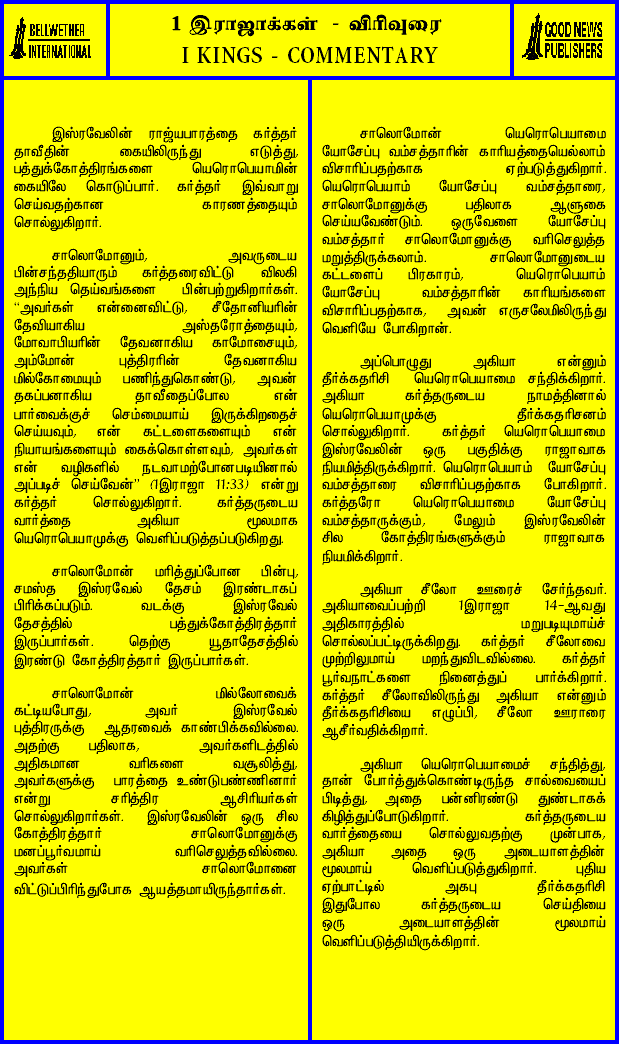 BELLWETHER
INTERNATIONAL
1 இராஜாக்கள் - விரிவுரை
I KINGS - COMMENTARY
GOOD NEWS
PUBLISHERS
இஸ்ரவேலின் ராஜ்யபாரத்தை கர்த்தர்
தாவீதின் கையிலிருந்து எடுத்து,
பத்துக்கோத்திரங்களை யெரொபெயாமின்
கையிலே கொடுப்பார். கர்த்தர் இவ்வாறு
செய்வதற்கான காரணத்தையும்
சொல்லுகிறார்.
சாலொமோனும், அவருடைய
பின்சந்ததியாரும் கர்த்தரைவிட்டு விலகி
அந்நிய தெய்வங்களை பின்பற்றுகிறார்கள்.
“அவர்கள் என்னைவிட்டு, சீதோனியரின்
தேவியாகிய அஸ்தரோத்தையும்,
மோவாபியரின் தேவனாகிய காமோசையும்,
அம்மோன் புத்திரரின் தேவனாகிய
மில்கோமையும் பணிந்துகொண்டு, அவன்
தகப்பனாகிய தாவீதைப்போல என்
பார்வைக்குச் செம்மையாய் இருக்கிறதைச்
செய்யவும், என் கட்டளைகளையும் என்
நியாயங்களையும் கைக்கொள்ளவும், அவர்கள்
என் வழிகளில் நடவாமற்போனபடியினால்
அப்படிச் செய்வேன்” (1இராஜா 11:33) என்று
கர்த்தர் சொல்லுகிறார். கர்த்தருடைய
வார்த்தை அகியா மூலமாக
யெரொபெயாமுக்கு வெளிப்படுத்தப்படுகிறது.
சாலொமோன் மரித்துப்போன பின்பு,
சமஸ்த இஸ்ரவேல் தேசம் இரண்டாகப்
பிரிக்கப்படும். வடக்கு இஸ்ரவேல்
தேசத்தில் பத்துக்கோத்திரத்தார்
இருப்பார்கள். தெற்கு யூதாதேசத்தில்
இரண்டு கோத்திரத்தார் இருப்பார்கள்.
சாலொமோன் மில்லோவைக்
கட்டியபோது, அவர் இஸ்ரவேல்
புத்திரருக்கு ஆதரவைக் காண்பிக்கவில்லை.
அதற்கு பதிலாக, அவர்களிடத்தில்
அதிகமான வரிகளை வசூலித்து,
அவர்களுக்கு பாரத்தை உண்டுபண்ணினார்
என்று சரித்திர ஆசிரியர்கள்
சொல்லுகிறார்கள். இஸ்ரவேலின் ஒரு சில
கோத்திரத்தார் சாலொமோனுக்கு
மனப்பூர்வமாய் வரிசெலுத்தவில்லை.
அவர்கள் சாலொமோனை
விட்டுப்பிரிந்துபோக ஆயத்தமாயிருந்தார்கள்.
சாலொமோன் யெரொபெயாமை
யோசேப்பு வம்சத்தாரின் காரியத்தையெல்லாம்
விசாரிப்பதற்காக ஏற்படுத்துகிறார்.
யெரொபெயாம் யோசேப்பு வம்சத்தாரை,
சாலொமோனுக்கு பதிலாக ஆளுகை
செய்யவேண்டும். ஒருவேளை யோசேப்பு
வம்சத்தார் சாலொமோனுக்கு வரிசெலுத்த
மறுத்திருக்கலாம். சாலொமோனுடைய
கட்டளைப் பிரகாரம், யெரொபெயாம்
யோசேப்பு வம்சத்தாரின் காரியங்களை
விசாரிப்பதற்காக, அவன் எருசலேமிலிருந்து
வெளியே போகிறான்.
அப்பொழுது அகியா என்னும்
தீர்க்கதரிசி யெரொபெயாமை சந்திக்கிறார்.
அகியா கர்த்தருடைய நாமத்தினால்
யெரொபெயாமுக்கு தீர்க்கதரிசனம்
சொல்லுகிறார். கர்த்தர் யெரொபெயாமை
இஸ்ரவேலின் ஒரு பகுதிக்கு ராஜாவாக
நியமித்திருக்கிறார். யெரொபெயாம் யோசேப்பு
வம்சத்தாரை விசாரிப்பதற்காக போகிறார்.
கர்த்தரோ யெரொபெயாமை யோசேப்பு
வம்சத்தாருக்கும், மேலும் இஸ்ரவேலின்
சில கோத்திரங்களுக்கும் ராஜாவாக
நியமிக்கிறார்.
அகியா சீலோ ஊரைச் சேர்ந்தவர்.
அகியாவைப்பற்றி 1இராஜா 14-ஆவது
அதிகாரத்தில் மறுபடியுமாய்ச்
சொல்லப்பட்டிருக்கிறது. கர்த்தர் சீலோவை
முற்றிலுமாய் மறந்துவிடவில்லை. கர்த்தர்
பூர்வநாட்களை நினைத்துப் பார்க்கிறார்.
கர்த்தர் சீலோவிலிருந்து அகியா என்னும்
தீர்க்கதரிசியை எழுப்பி, சீலோ ஊராரை
ஆசீர்வதிக்கிறார்.
அகியா யெரொபெயாமைச் சந்தித்து,
தான் போர்த்துக்கொண்டிருந்த சால்வையைப்
பிடித்து, அதை பன்னிரண்டு துண்டாகக்
கிழித்துப்போடுகிறார். கர்த்தருடைய
வார்த்தையை சொல்லுவதற்கு முன்பாக,
அகியா அதை ஒரு அடையாளத்தின்
மூலமாய் வெளிப்படுத்துகிறார். புதிய
ஏற்பாட்டில் அகபு தீர்க்கதரிசி
இதுபோல கர்த்தருடைய செய்தியை
ஒரு அடையாளத்தின் மூலமாய்
வெளிப்படுத்தியிருக்கிறார்.